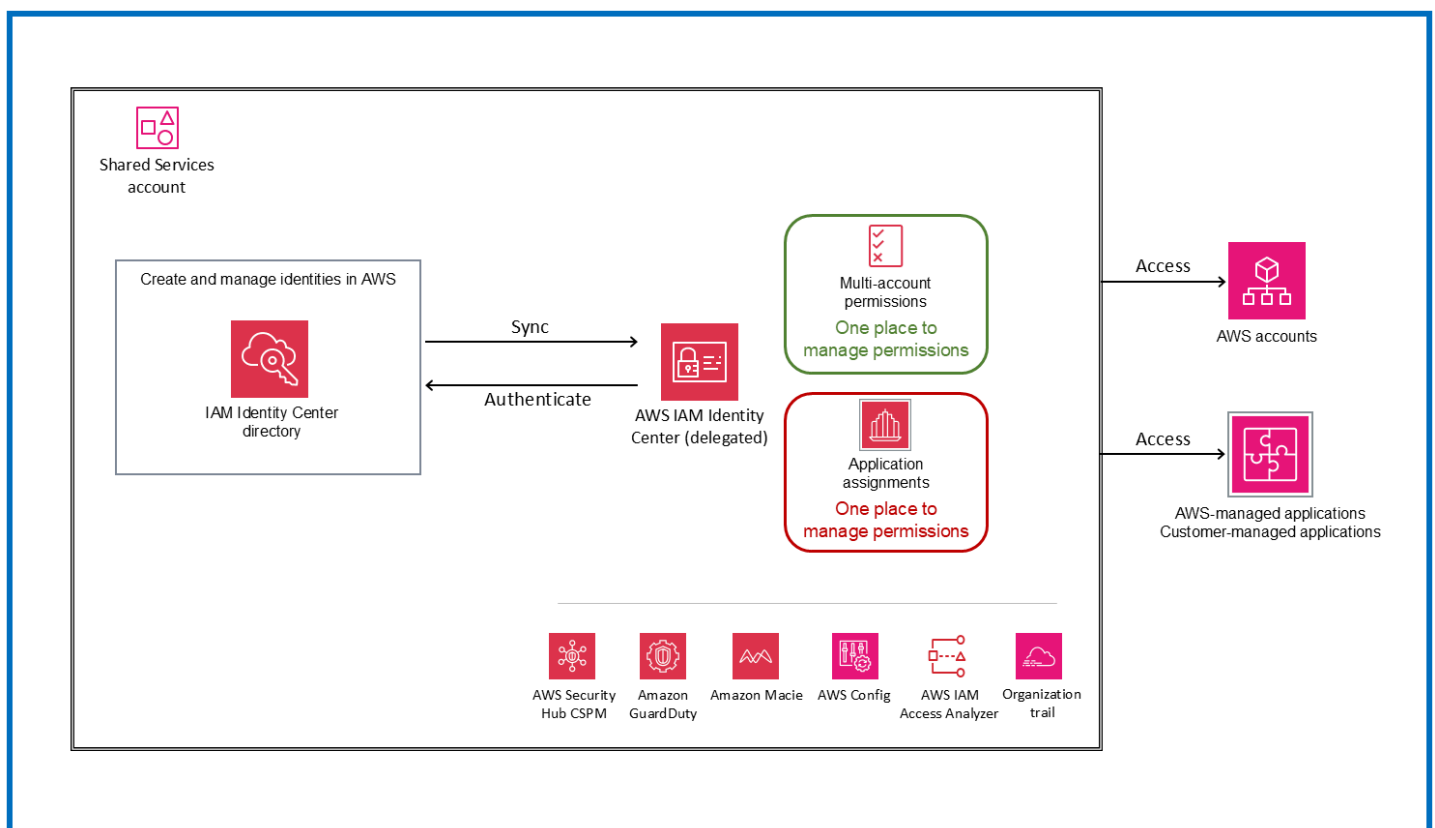 Shared Services
account
Create and manage identities in AWS
IAM Identity Center
directory
Sync
Authenticate
AWS IAM Identity
Center (delegated)
Multi-account
permissions
One place to
manage permissions
Application
assignments
One place to
manage permissions
Access
AWS accounts
Access
AWS-managed applications
Customer-managed applications
AWS Security
Hub CSPM
Amazon
GuardDuty
Amazon Macie
AWS Config
AWS IAM
Access Analyzer
Organization
trail